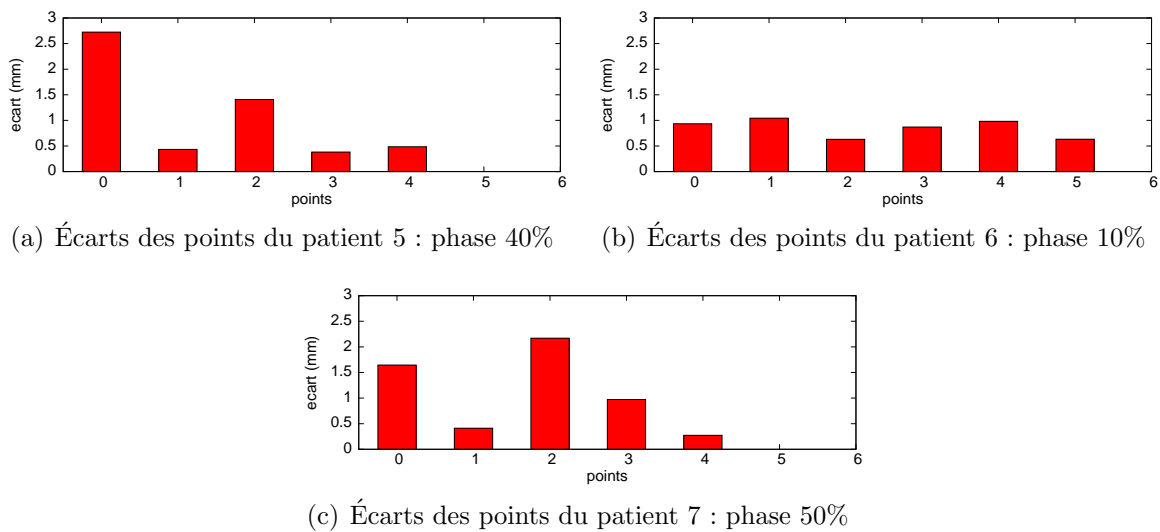 3
2.5
2
1.5
1
0.5
0
ecart (mm)
0 1 2 3 4 5 6
points
(a) Écarts des points du patient 5 : phase 40%
3
2.5
2
1.5
1
0.5
0
ecart (mm)
0 1 2 3 4 5 6
points
(b) Écarts des points du patient 6 : phase 10%
3
2.5
2
1.5
1
0.5
0
ecart (mm)
0 1 2 3 4 5 6
points
(c) Écarts des points du patient 7 : phase 50%